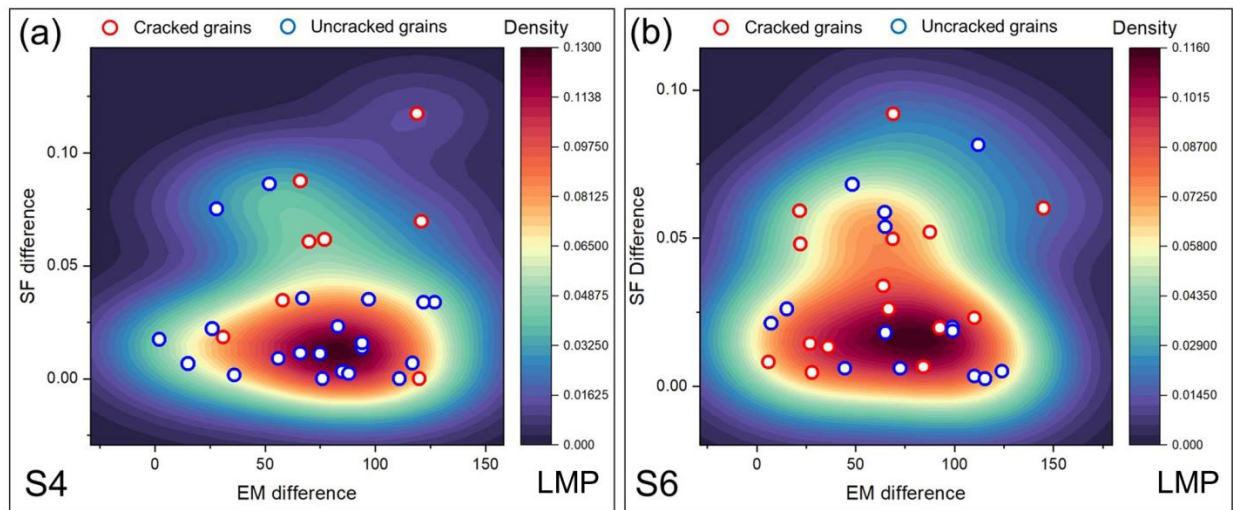 (a)
Cracked grains
Uncracked grains
Density
0.1300
0.1138
0.09750
0.08125
0.06500
0.04875
0.03250
0.01625
0.000
0.10
0.05
0.00
SF difference
0
50
100
150
EM difference
S4
LMP
(b)
Cracked grains
Uncracked grains
Density
0.1160
0.1015
0.08700
0.07250
0.05800
0.04350
0.02900
0.01450
0.000
0.10
0.05
0.00
SF Difference
0
50
100
150
EM difference
S6
LMP